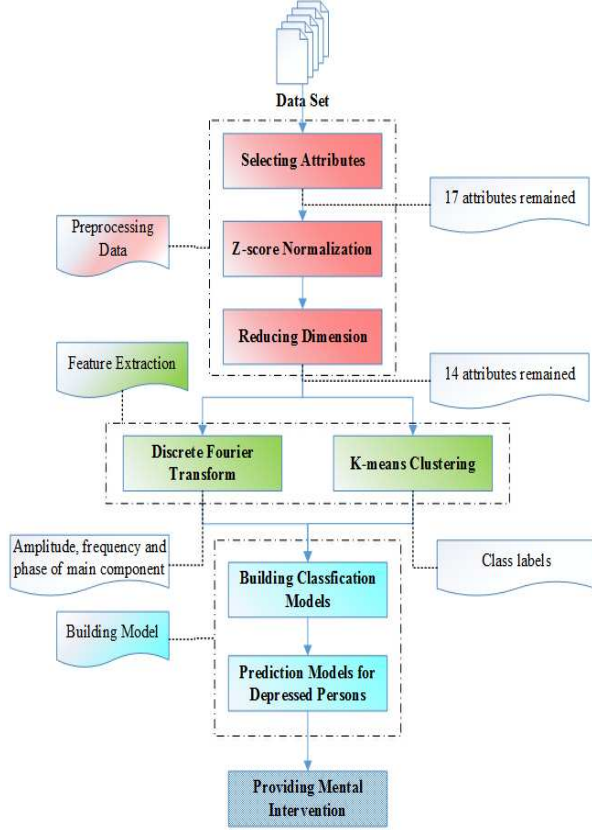 Data Set
Selecting Attributes
17 attributes remained
Preprocessing
Data
Z-score Normalization
Reducing Dimension
Feature Extraction
14 attributes remained
Discrete Fourier
Transform
K-means Clustering
Amplitude, frequency and
phase of main component
Building Classfication
Models
Class labels
Building Model
Prediction Models for
Depressed Persons
Providing Mental
Intervention